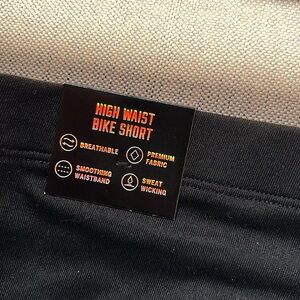 HIGH WAIST
BIKE SHORT
BREATHABLE
PREMIUM
FABRIC
SMOOTHING
WAISTBAND
SWEAT
WICKING